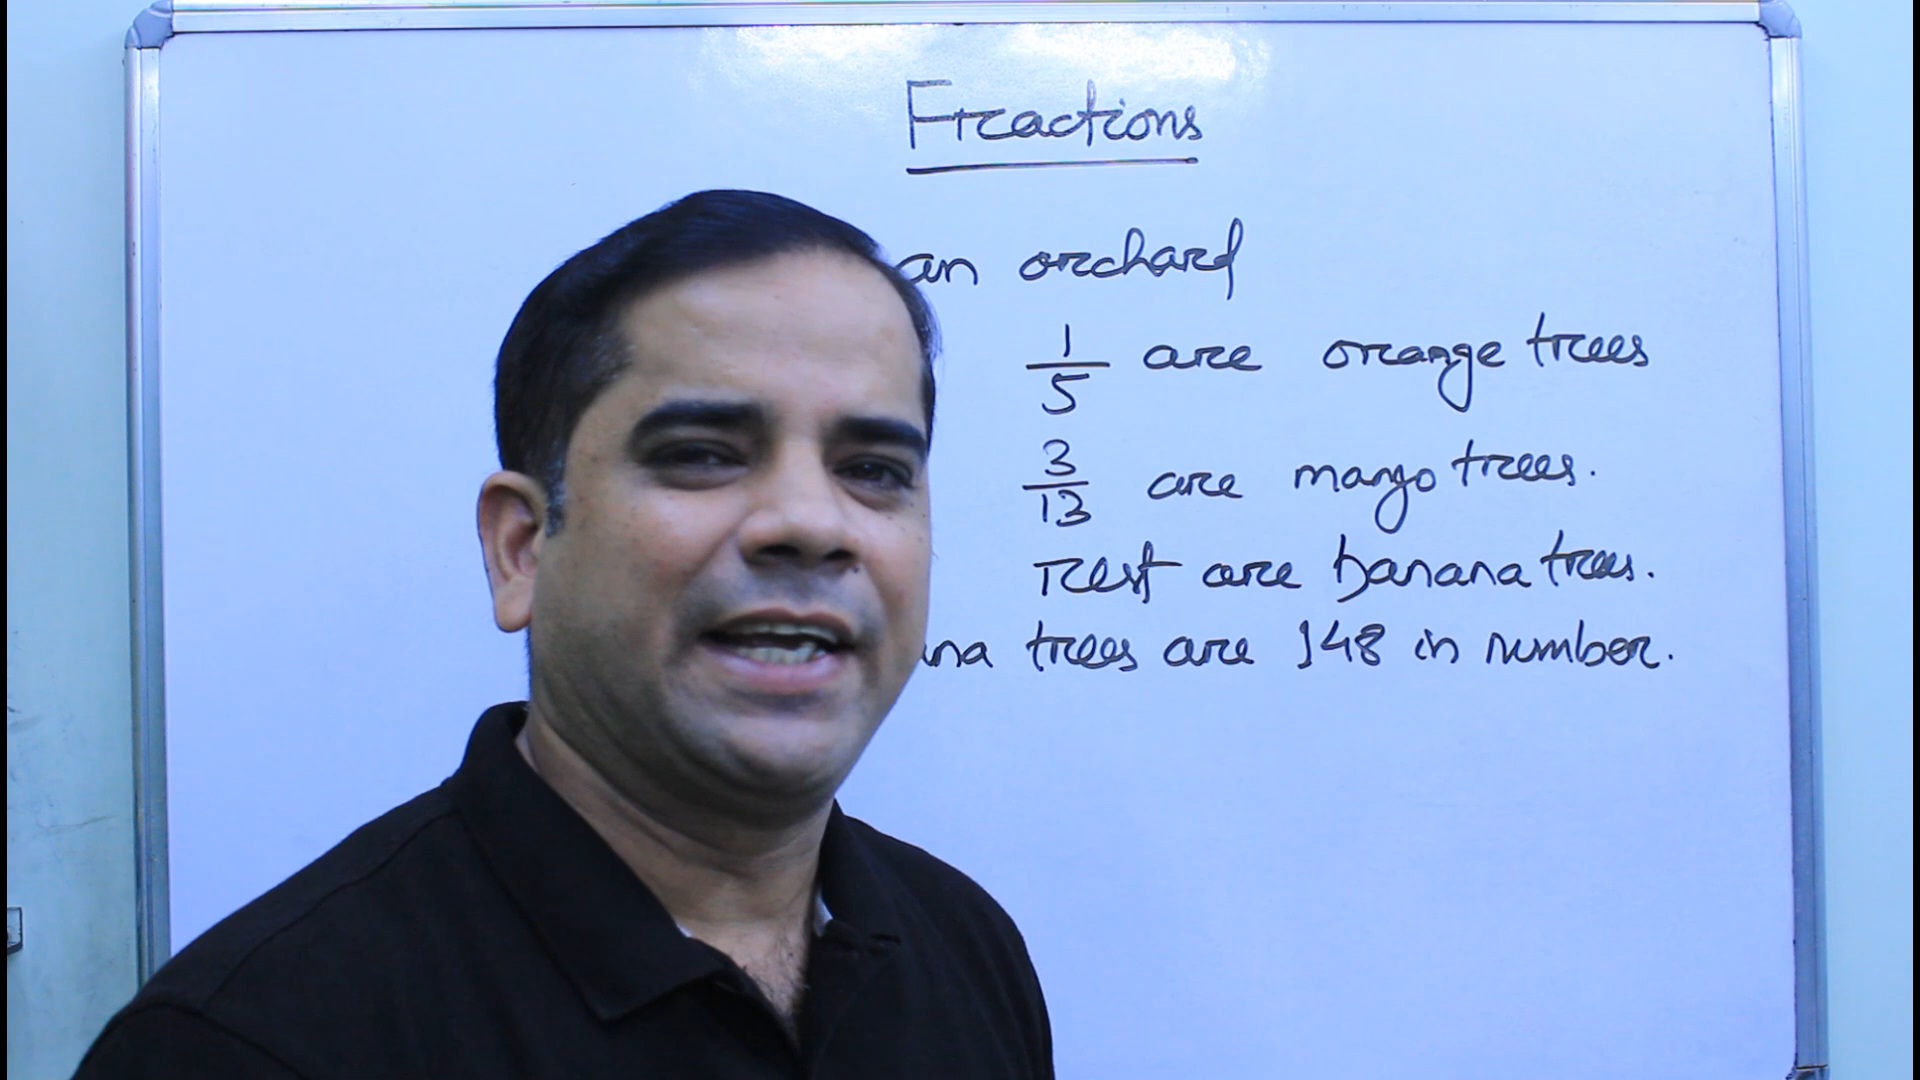 Fractions
an orchard
1/5 are orange trees
3/13 are mango trees.
rest are banana trees.
trees are 148 in number.